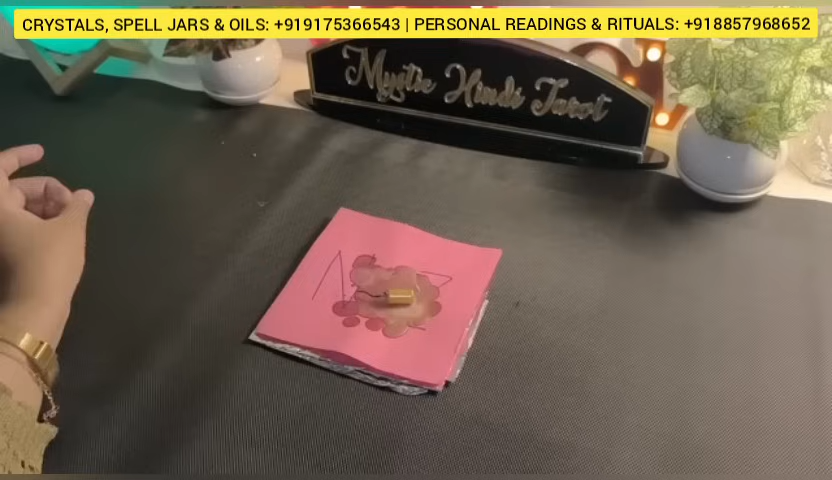 CRYSTALS, SPELL JARS & OILS: +919175366543 | PERSONAL READINGS & RITUALS: +918857968652
Mystic Hindi Tarot